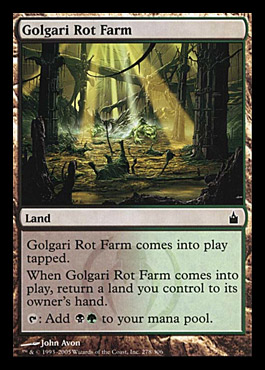 Golgari Rot Farm
Land
Golgari Rot Farm comes into play
tapped.
When Golgari Rot Farm comes into play,
return a land you control to its
owner's hand.
: Add to your mana pool.
John Avon
™ & © 1993–2005 Wizards of the Coast, Inc. 278/306